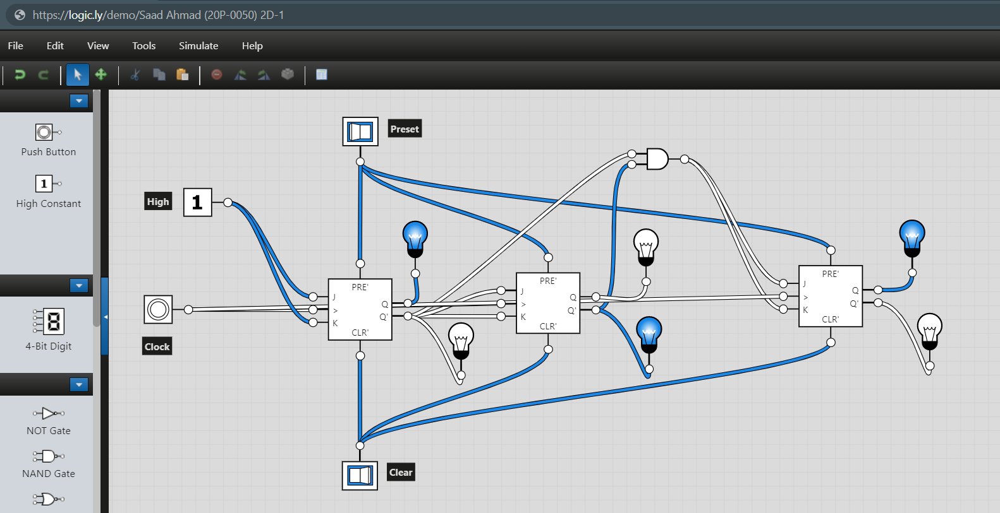 https://logic.ly/demo/Saad Ahmad (20P-0050) 2D-1
File Edit View Tools Simulate Help
Push Button
1
High Constant
4-Bit Digit
NOT Gate
NAND Gate
Preset
High
1
Clock
Clear
PRE'
J
Q
>
Q'
K
CLR'
PRE'
J
Q
>
Q'
K
CLR'
PRE'
J
Q
>
Q'
K
CLR'